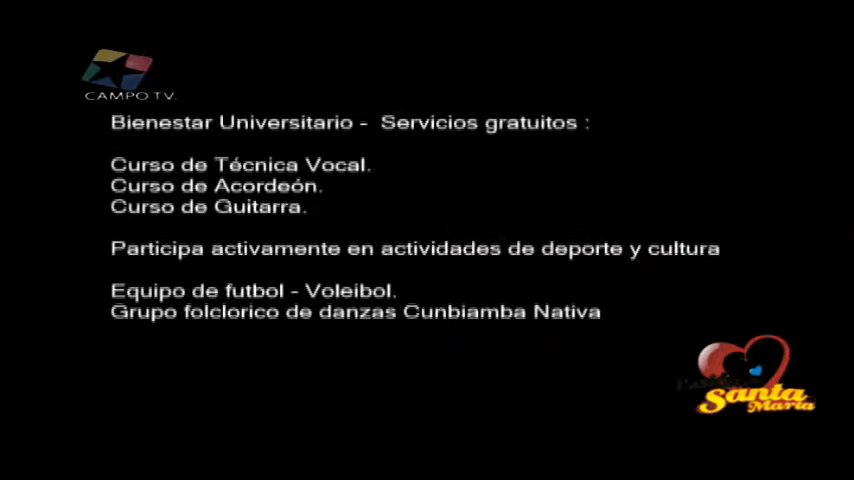 CAMPO TV.
Bienestar Universitario - Servicios gratuitos :
Curso de Técnica Vocal.
Curso de Acordeón.
Curso de Guitarra.
Participa activamente en actividades de deporte y cultura
Equipo de futbol - Voleibol.
Grupo folclorico de danzas Cunbiamba Nativa
Santa
Maria